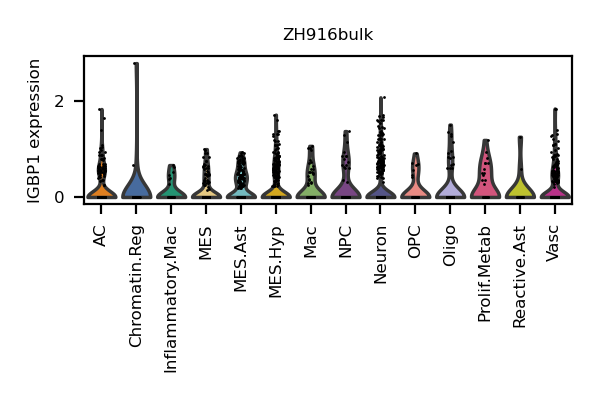 ZH916bulk
IGBP1 expression
2
0
AC
Chromatin.Reg
Inflammatory.Mac
MES
MES.Ast
MES.Hyp
Mac
NPC
Neuron
OPC
Oligo
Prolif.Metab
Reactive.Ast
Vasc